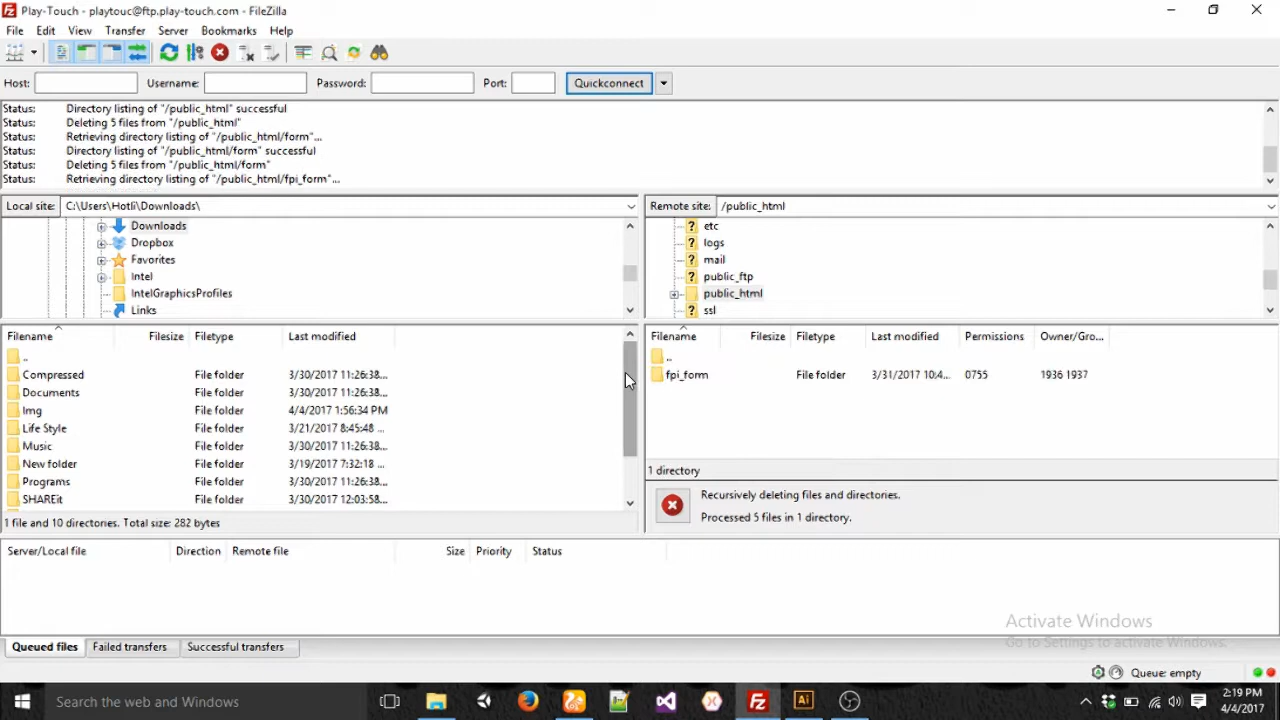 Play-Touch - playtouc@ftp.play-touch.com - FileZilla
File Edit View Transfer Server Bookmarks Help
Host: Username: Password: Port: Quickconnect
Status: Directory listing of "/public_html" successful
Status: Deleting 5 files from "/public_html"
Status: Retrieving directory listing of "/public_html/form"...
Status: Directory listing of "/public_html/form" successful
Status: Deleting 5 files from "/public_html/form"
Status: Retrieving directory listing of "/public_html/fpi_form"...
Local site: C:\Users\Hotli\Downloads\
Downloads
Dropbox
Favorites
Intel
IntelGraphicsProfiles
Links
Remote site: /public_html
etc
logs
mail
public_ftp
public_html
ssl
Filename Filesize Filetype Last modified
..
Compressed File folder 3/30/2017 11:26:38...
Documents File folder 3/30/2017 11:26:38...
Img File folder 4/4/2017 1:56:34 PM
Life Style File folder 3/21/2017 8:45:48 ...
Music File folder 3/30/2017 11:26:38...
New folder File folder 3/19/2017 7:32:18 ...
Programs File folder 3/30/2017 11:26:38...
SHAREit File folder 3/30/2017 12:03:58...
1 file and 10 directories. Total size: 282 bytes
Filename Filesize Filetype Last modified Permissions Owner/Gro...
..
fpi_form File folder 3/31/2017 10:4... 0755 1936 1937
1 directory
Recursively deleting files and directories.
Processed 5 files in 1 directory.
Server/Local file Direction Remote file Size Priority Status
Activate Windows
Go to Settings to activate Windows.
Queued files Failed transfers Successful transfers
Queue: empty
Search the web and Windows
2:19 PM
4/4/2017